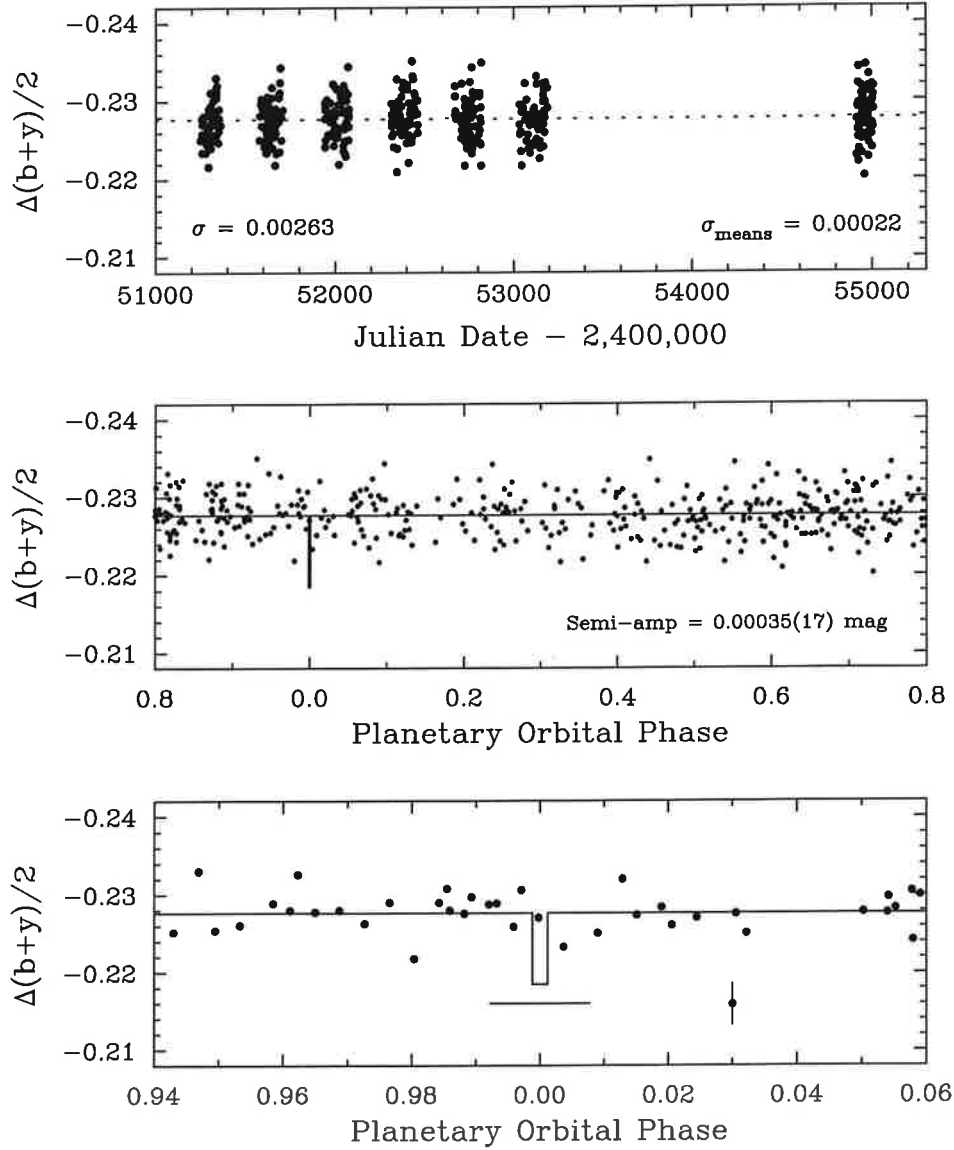 Δ(b+y)/2
−0.24
−0.23
−0.22
−0.21
σ = 0.00263
σmeans = 0.00022
51000 52000 53000 54000 55000
Julian Date − 2,400,000
Δ(b+y)/2
−0.24
−0.23
−0.22
−0.21
Semi−amp = 0.00035(17) mag
0.8 0.0 0.2 0.4 0.6 0.8
Planetary Orbital Phase
Δ(b+y)/2
−0.24
−0.23
−0.22
−0.21
0.94 0.96 0.98 0.00 0.02 0.04 0.06
Planetary Orbital Phase